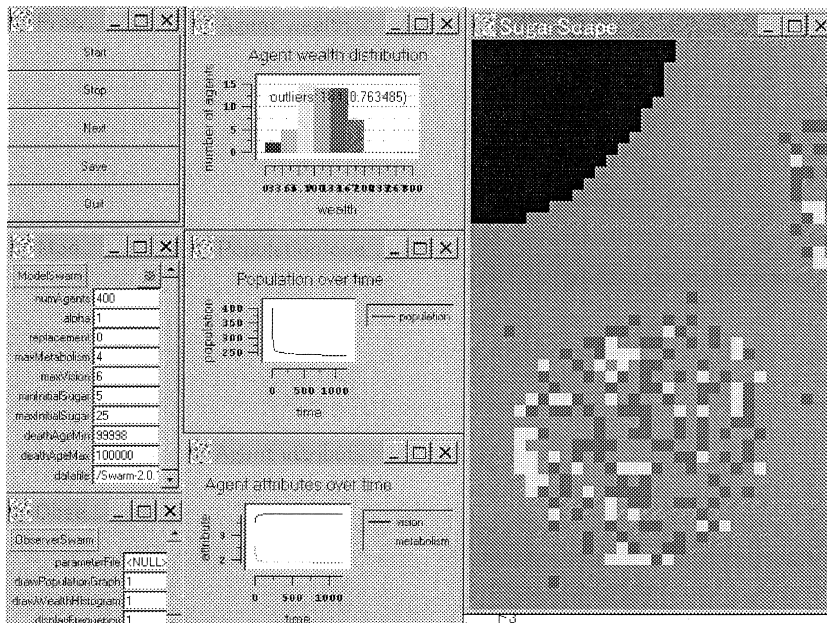 Start
Stop
Next
Save
Quit
ModelSwarm
numAgents 400
alpha 1
replacement 0
maxMetabolism 4
maxVision 6
minInitialSugar 5
maxInitialSugar 25
deathAgeMin 99998
deathAgeMax 100000
datafile ./Swarm-2.0.
ObserverSwarm
parameterFile <NULL>
drawPopulationGraph 1
drawWealthHistogram 1
displayFrequency 1
Agent wealth distribution
number of agents
15
10
5
0
wealth
Population over time
population
400
350
300
250
population
0 500 1000
time
Agent attributes over time
attribute
3
2
vision
metabolism
0 500 1000
time
SugarScape